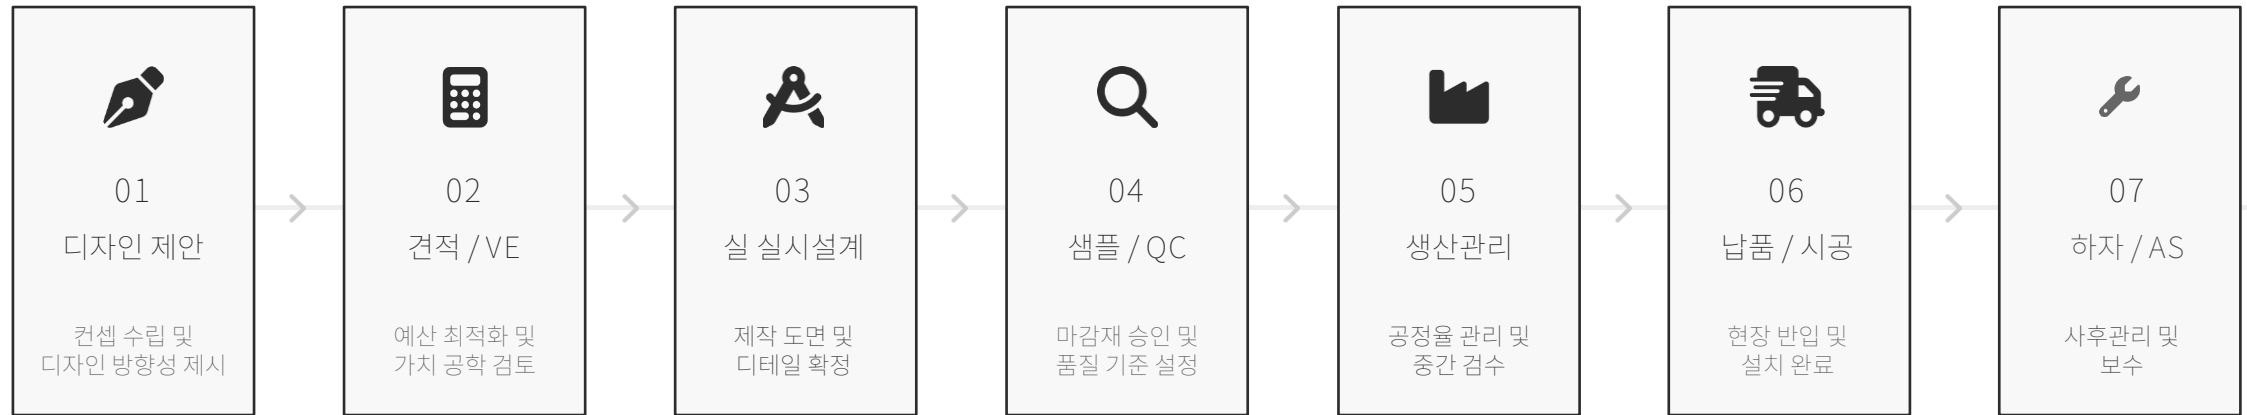 01
디자인 제안
컨셉 수립 및
디자인 방향성 제시
02
견적 / VE
예산 최적화 및
가치 공학 검토
03
실 실시설계
제작 도면 및
디테일 확정
04
샘플 / QC
마감재 승인 및
품질 기준 설정
05
생산관리
공정율 관리 및
중간 검수
06
납품 / 시공
현장 반입 및
설치 완료
07
하자 / AS
사후관리 및
보수